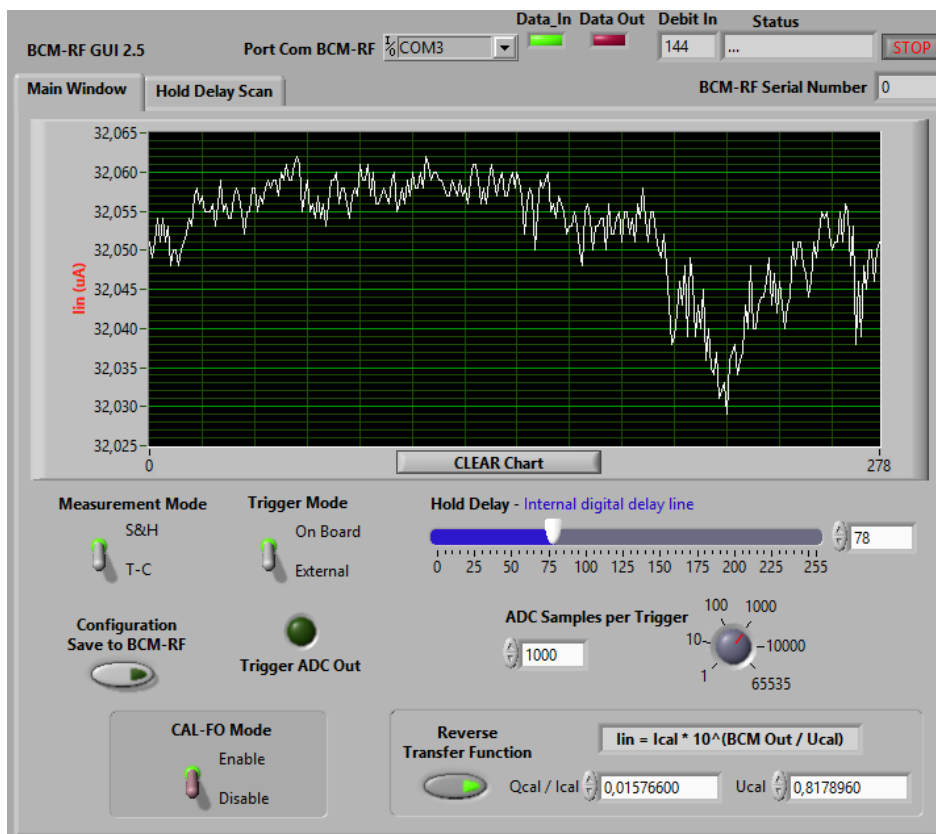 Data_In Data Out Debit In Status
BCM-RF GUI 2.5 Port Com BCM-RF I/O COM3 144 ... STOP
Main Window Hold Delay Scan BCM-RF Serial Number 0
32,065
32,060
32,055
32,050
32,045
32,040
32,035
32,030
32,025
Iin (uA)
0 CLEAR Chart 278
Measurement Mode
S&H
T-C
Trigger Mode
On Board
External
Hold Delay - Internal digital delay line
78
0 25 50 75 100 125 150 175 200 225 255
Configuration
Save to BCM-RF
Trigger ADC Out
ADC Samples per Trigger
1000
1 10 100 1000 10000 65535
CAL-FO Mode
Enable
Disable
Reverse
Transfer Function
Iin = Ical * 10^(BCM Out / Ucal)
Qcal / Ical 0,01576600 Ucal 0,8178960